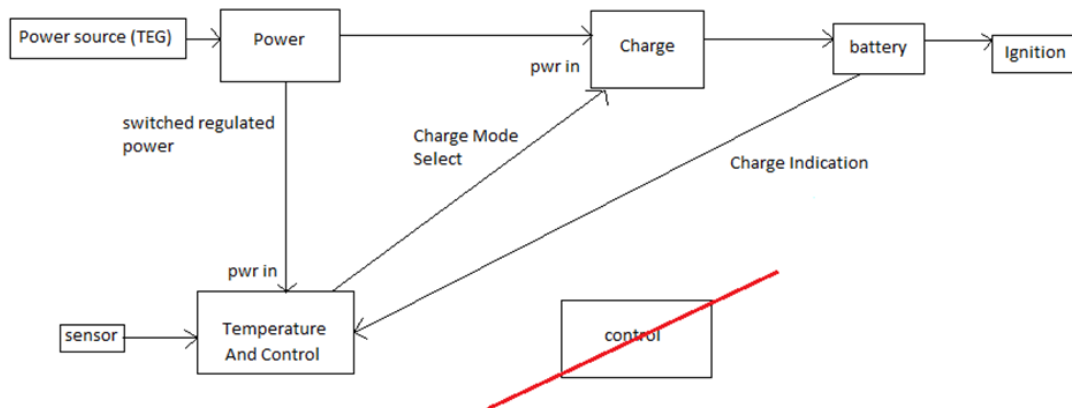 Power source (TEG)
Power
Charge
battery
Ignition
pwr in
switched regulated
power
Charge Mode
Select
Charge Indication
pwr in
sensor
Temperature
And Control
control